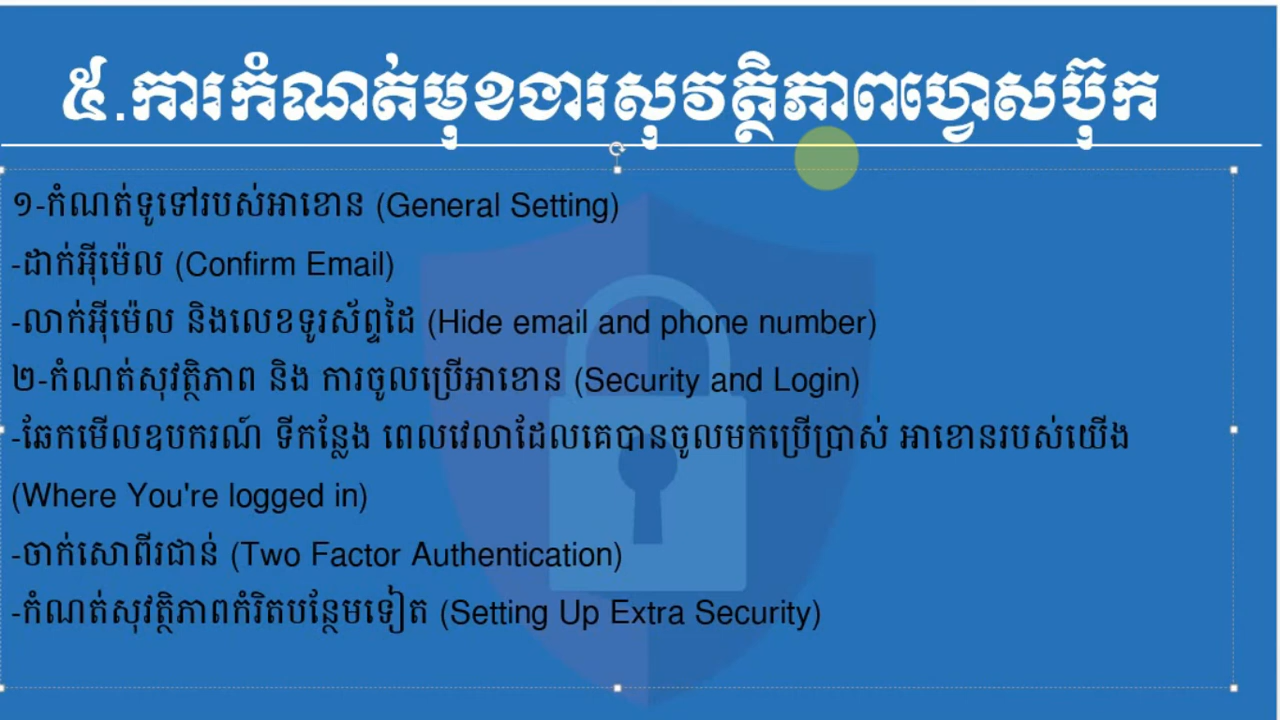 ៥.ការកំណត់មុខងារសុវត្ថិភាពហ្វេសប៊ុក
១-កំណត់ទូទៅរបស់អាខោន (General Setting)
-ដាក់អ៊ីម៉េល (Confirm Email)
-លាក់អ៊ីម៉េល និងលេខទូរស័ព្ទដៃ (Hide email and phone number)
២-កំណត់សុវត្ថិភាព និង ការចូលប្រើអាខោន (Security and Login)
-ឆែកមើលឧបករណ៍ ទីកន្លែង ពេលវេលាដែលគេបានចូលមកប្រើប្រាស់ អាខោនរបស់យើង
(Where You're logged in)
-ចាក់សោពីរជាន់ (Two Factor Authentication)
-កំណត់សុវត្ថិភាពកំរិតបន្ថែមទៀត (Setting Up Extra Security)